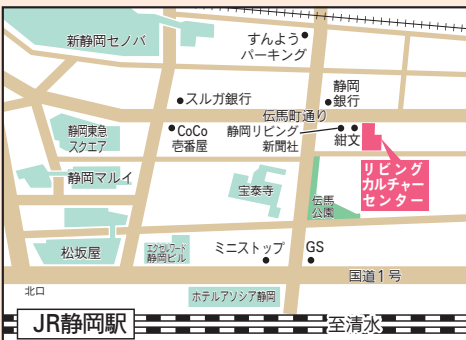 新静岡セノバ
すんよう
パーキング
スルガ銀行
静岡
銀行
伝馬町通り
静岡東急
スクエア
CoCo
壱番屋
静岡リビング
新聞社
紺文
リビング
カルチャー
センター
静岡マルイ
宝泰寺
伝馬
公園
松坂屋
エクセルワード
静岡ビル
ミニストップ
GS
国道1号
北口
ホテルアソシア静岡
JR静岡駅
至清水